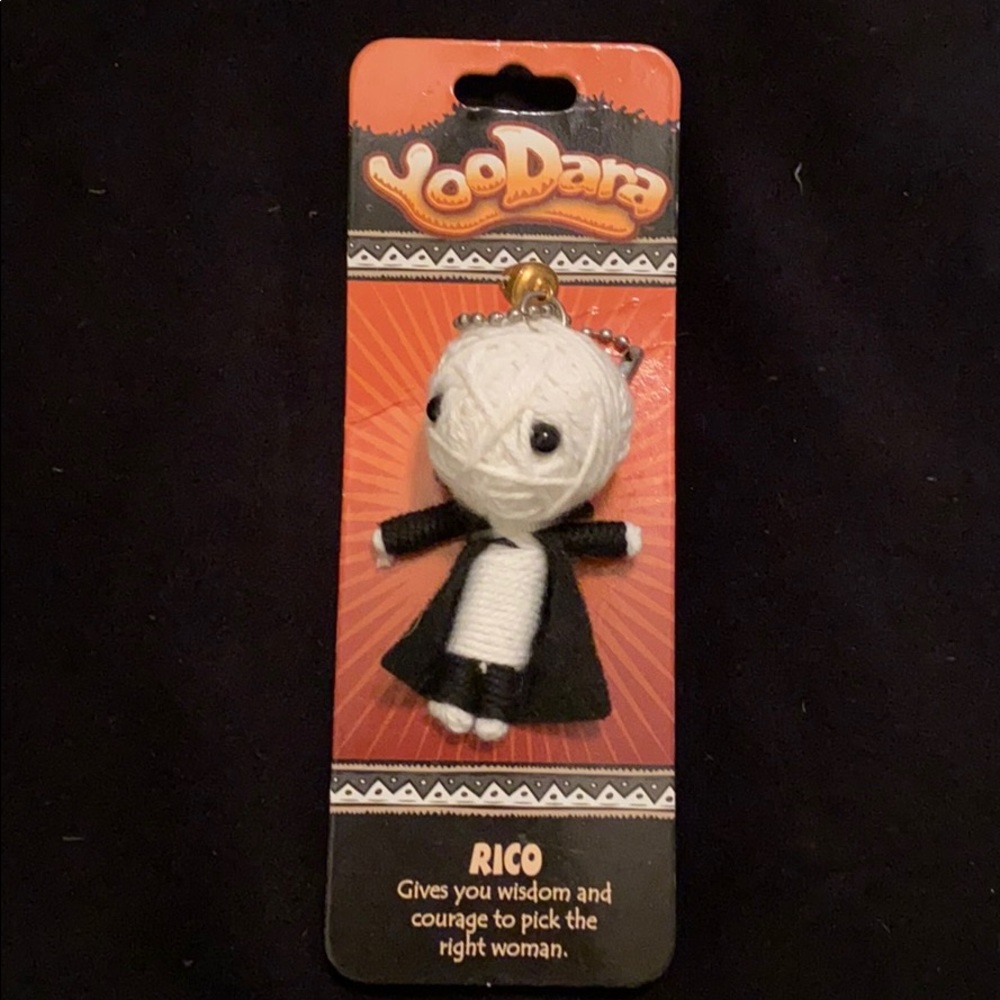 YooDara
RICO
Gives you wisdom and
courage to pick the
right woman.